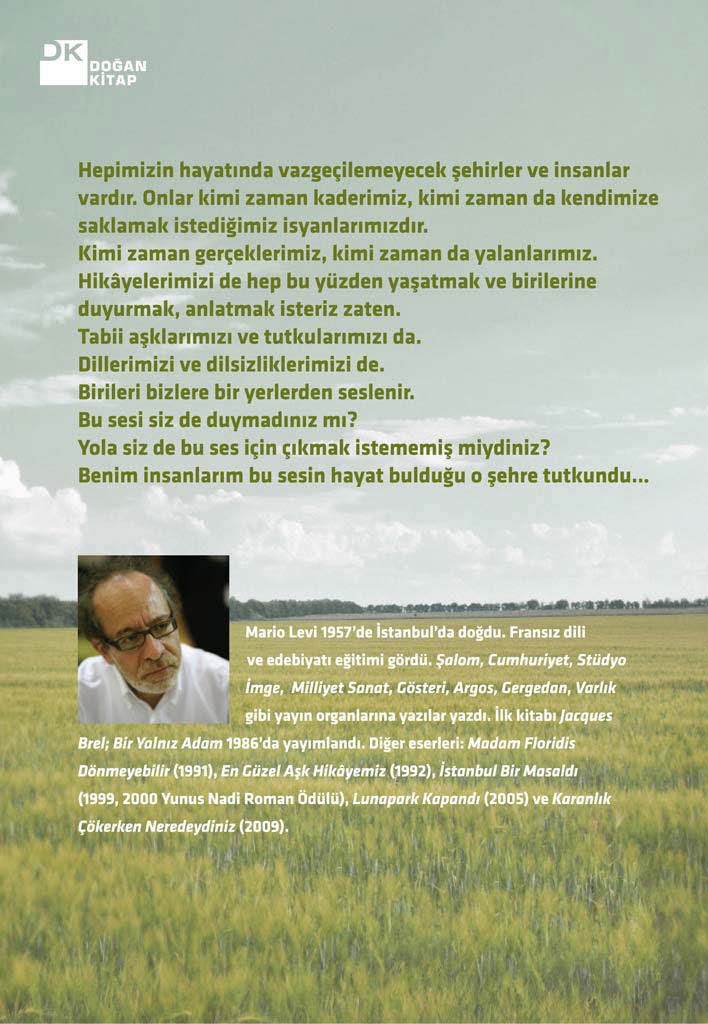 DK
DOĞAN
KİTAP
Hepimizin hayatında vazgeçilemeyecek şehirler ve insanlar
vardır. Onlar kimi zaman kaderimiz, kimi zaman da kendimize
saklamak istediğimiz isyanlarımızdır.
Kimi zaman gerçeklerimiz, kimi zaman da yalanlarımız.
Hikâyelerimizi de hep bu yüzden yaşatmak ve birilerine
duyurmak, anlatmak isteriz zaten.
Tabii aşklarımızı ve tutkularımızı da.
Dillerimizi ve dilsizliklerimizi de.
Birileri bizlere bir yerlerden seslenir.
Bu sesi siz de duymadınız mı?
Yola siz de bu ses için çıkmak istememiş miydiniz?
Benim insanlarım bu sesin hayat bulduğu o şehre tutkundu...
Mario Levi 1957'de İstanbul'da doğdu. Fransız dili
ve edebiyatı eğitimi gördü. Şalom, Cumhuriyet, Stüdyo
İmge, Milliyet Sanat, Gösteri, Argos, Gergedan, Varlık
gibi yayın organlarına yazılar yazdı. İlk kitabı Jacques
Brel; Bir Yalnız Adam 1986'da yayımlandı. Diğer eserleri: Madam Floridis
Dönmeyebilir (1991), En Güzel Aşk Hikâyemiz (1992), İstanbul Bir Masaldı
(1999, 2000 Yunus Nadi Roman Ödülü), Lunapark Kapandı (2005) ve Karanlık
Çökerken Neredeydiniz (2009).